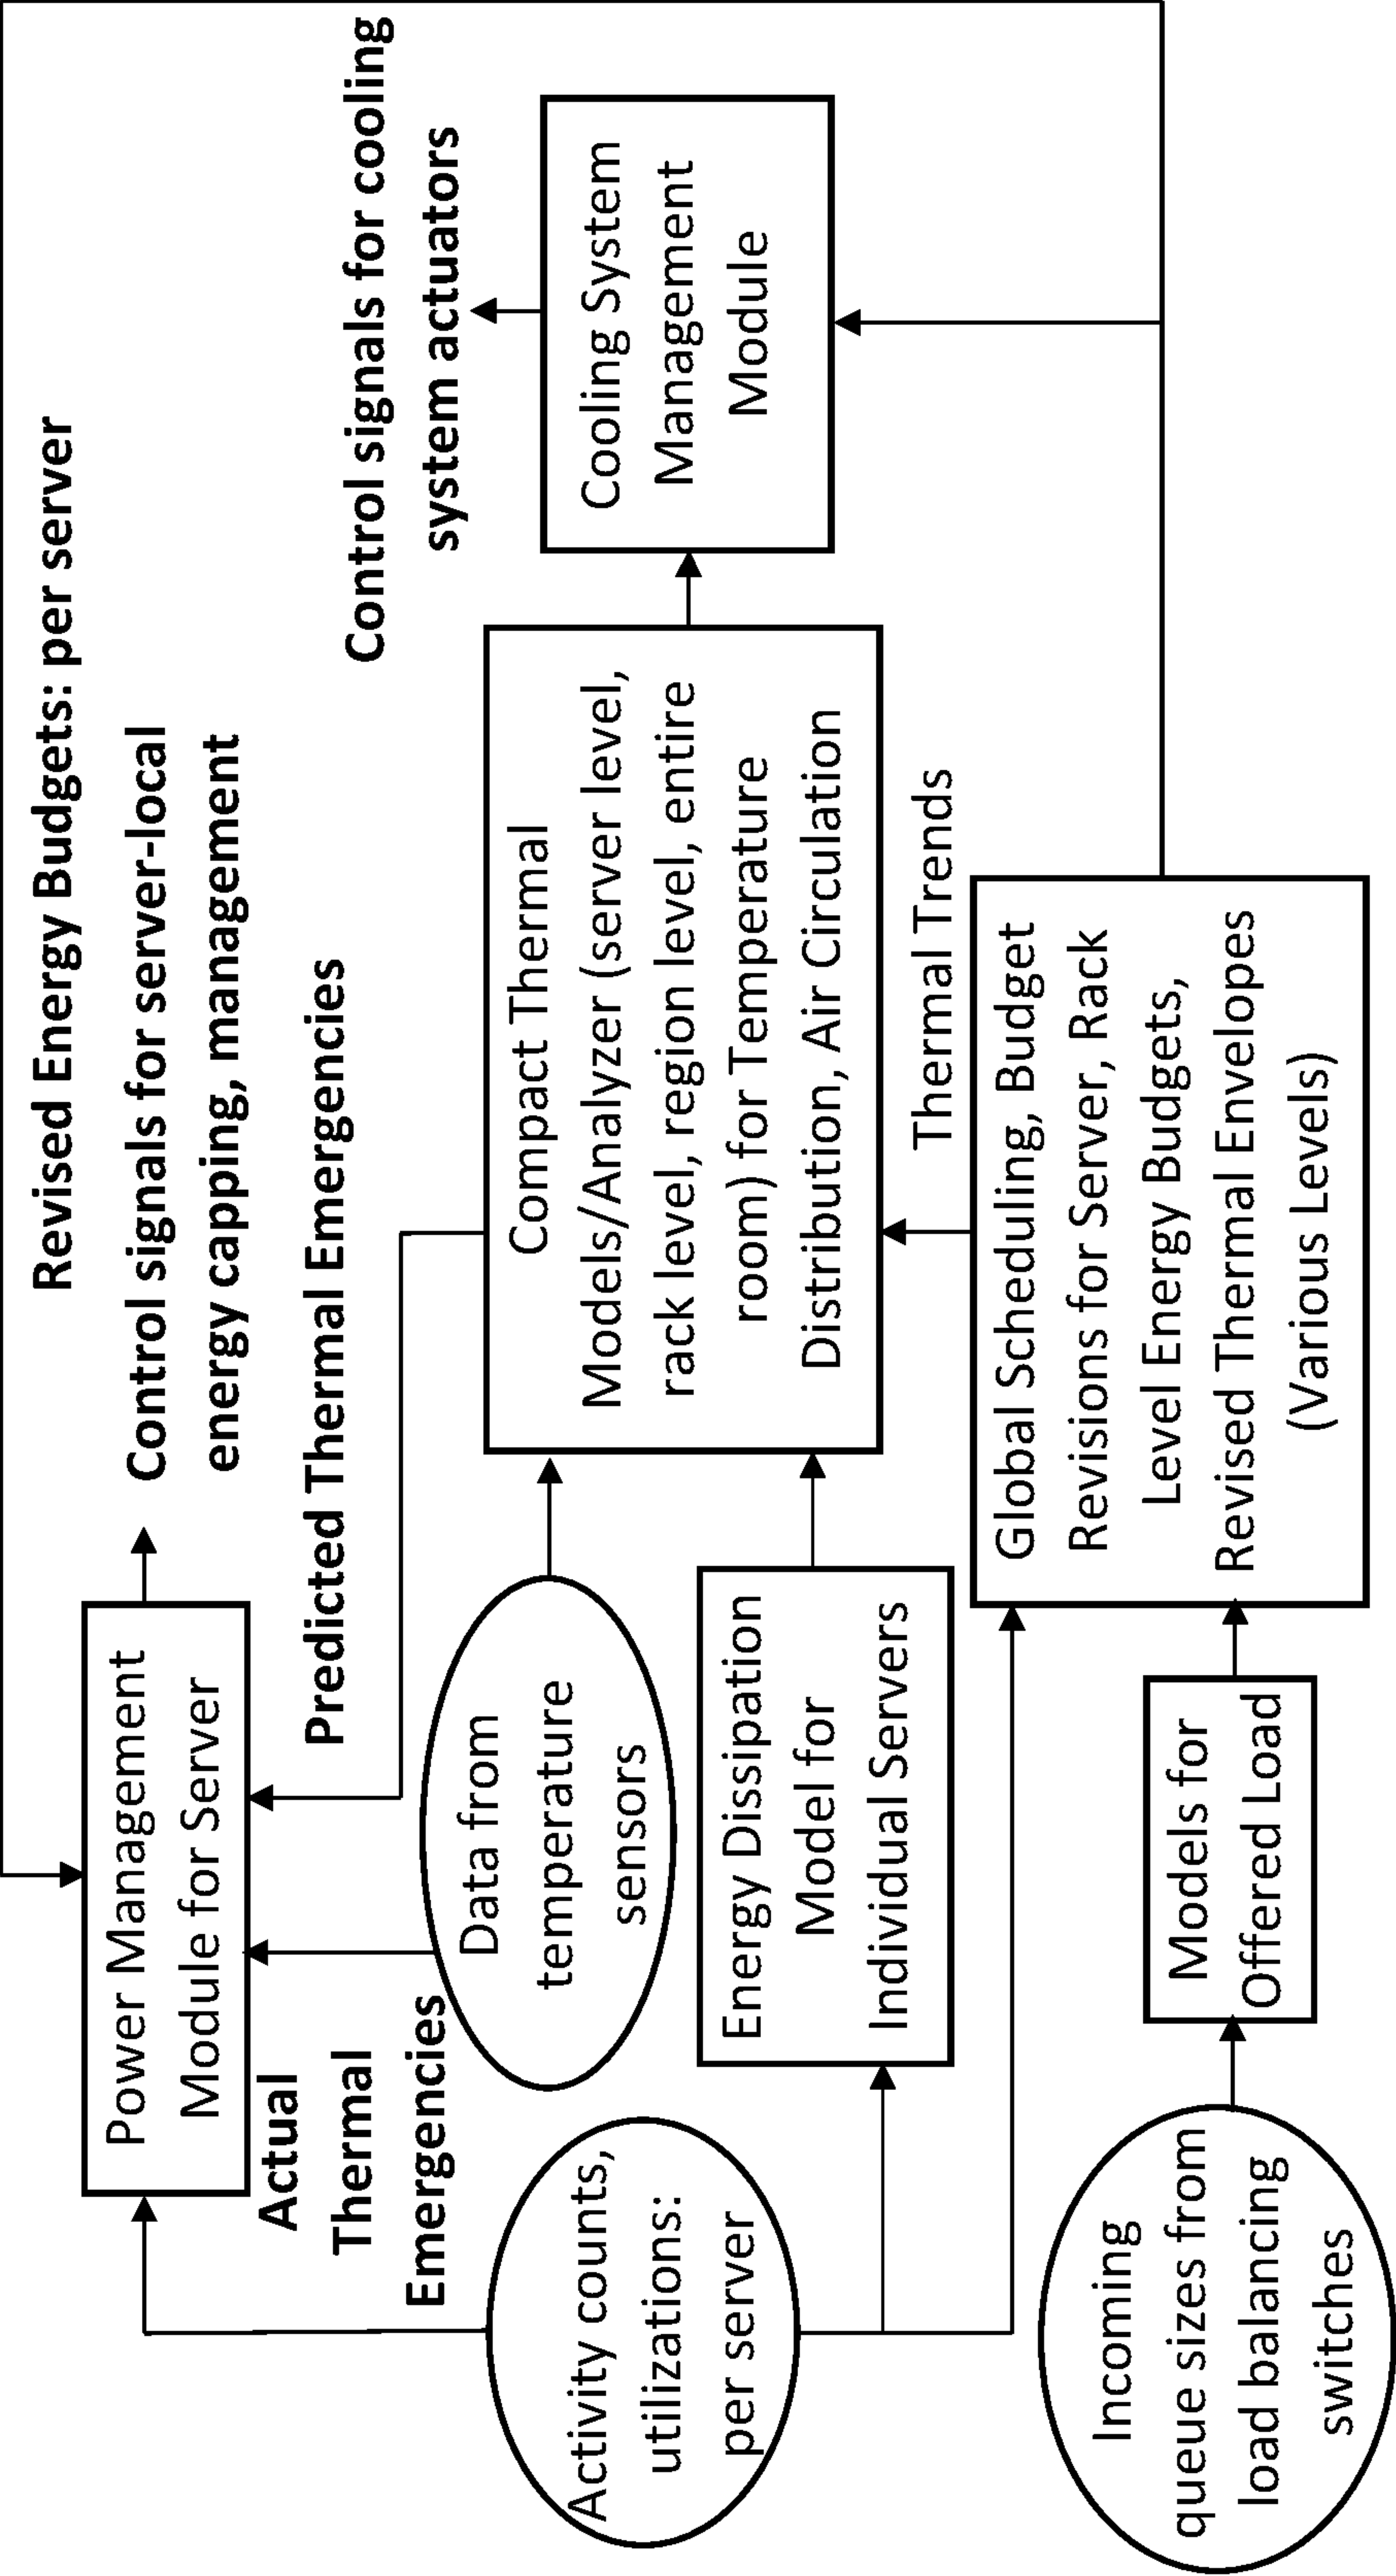 Revised Energy Budgets: per server
Control signals for server-local
energy capping, management
Power Management
Module for Server
Predicted Thermal Emergencies
Actual
Thermal
Emergencies
Control signals for cooling
system actuators
Data from
temperature
sensors
Compact Thermal
Models/Analyzer (server level,
rack level, region level, entire
room) for Temperature
Distribution, Air Circulation
Cooling System
Management
Module
Activity counts,
utillizations:
per server
Energy Dissipation
Model for
Individual Servers
Thermal Trends
Global Scheduling, Budget
Revisions for Server, Rack
Level Energy Budgets,
Revised Thermal Envelopes
(Various Levels)
Models for
Offered Load
Incoming
queue sizes from
load balancing
switches